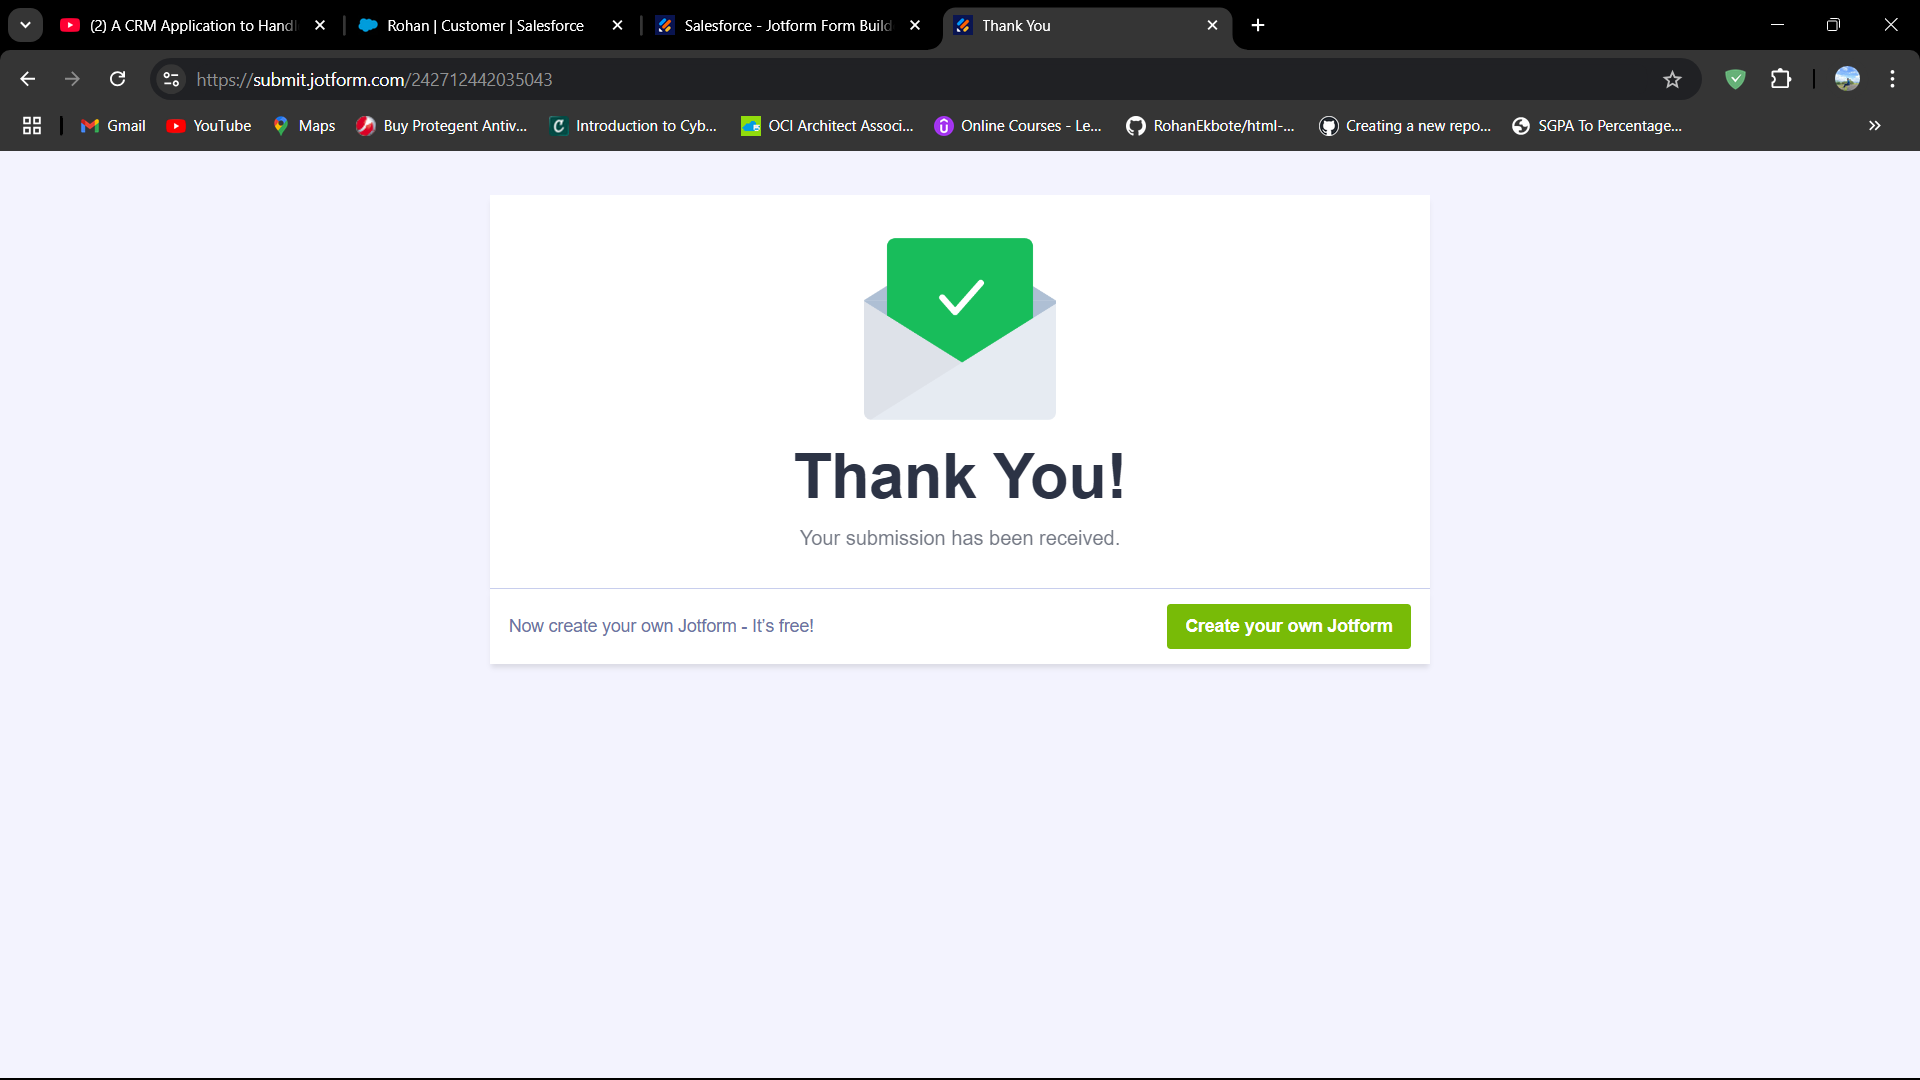 (2) A CRM Application to Handl
Rohan | Customer | Salesforce
Salesforce - Jotform Form Build
Thank You
https://submit.jotform.com/242712442035043
Gmail
YouTube
Maps
Buy Protegent Antiv...
Introduction to Cyb...
OCI Architect Associ...
Online Courses - Le...
RohanEkbote/html-...
Creating a new repo...
SGPA To Percentage...
Thank You!
Your submission has been received.
Now create your own Jotform - It's free!
Create your own Jotform